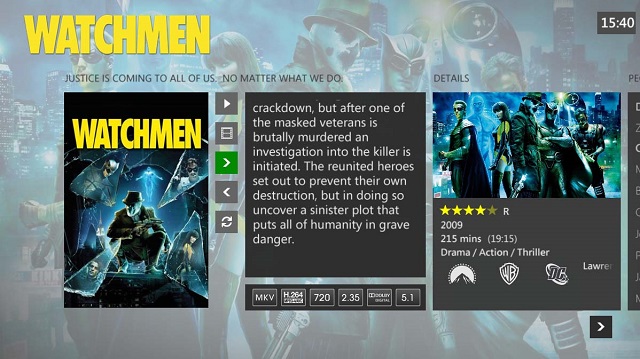 WATCHMEN
15:40
JUSTICE IS COMING TO ALL OF US. NO MATTER WHAT WE DO.
WATCHMEN
crackdown, but after one of
the masked veterans is
brutally murdered an
investigation into the killer is
initiated. The reunited heroes
set out to prevent their own
destruction, but in doing so
uncover a sinister plot that
puts all of humanity in grave
danger.
MKV H.264 720 2.35 DOLBY DIGITAL 5.1
DETAILS
R
2009
215 mins (19:15)
Drama / Action / Thriller
WB DC Lawre
PE